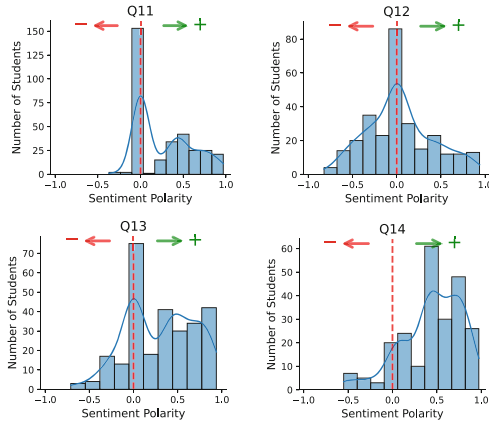 Q11
− +
Number of Students
150
125
100
75
50
25
0
−1.0 −0.5 0.0 0.5 1.0
Sentiment Polarity
Q12
− +
Number of Students
80
60
40
20
0
−1.0 −0.5 0.0 0.5 1.0
Sentiment Polarity
Q13
− +
Number of Students
70
60
50
40
30
20
10
0
−1.0 −0.5 0.0 0.5 1.0
Sentiment Polarity
Q14
− +
Number of Students
60
50
40
30
20
10
0
−1.0 −0.5 0.0 0.5 1.0
Sentiment Polarity